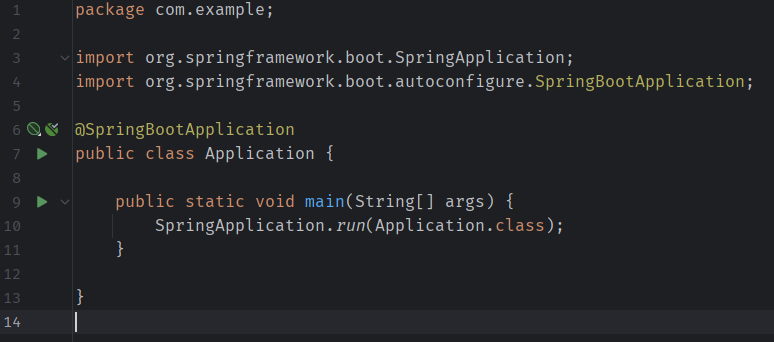 1 package com.example;
2
3 import org.springframework.boot.SpringApplication;
4 import org.springframework.boot.autoconfigure.SpringBootApplication;
5
6 @SpringBootApplication
7 public class Application {
8
9     public static void main(String[] args) {
10         SpringApplication.run(Application.class);
11     }
12
13 }
14